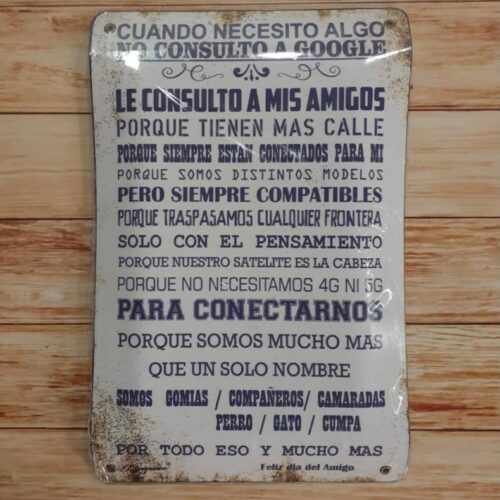 CUANDO NECESITO ALGO
NO CONSULTO A GOOGLE
LE CONSULTO A MIS AMIGOS
PORQUE TIENEN MAS CALLE
PORQUE SIEMPRE ESTAN CONECTADOS PARA MI
PORQUE SOMOS DISTINTOS MODELOS
PERO SIEMPRE COMPATIBLES
PORQUE TRASPASAMOS CUALQUIER FRONTERA
SOLO CON EL PENSAMIENTO
PORQUE NUESTRO SATELITE ES LA CABEZA
PORQUE NO NECESITAMOS 4G NI 5G
PARA CONECTARNOS
PORQUE SOMOS MUCHO MAS
QUE UN SOLO NOMBRE
SOMOS GOMIAS / COMPAÑEROS/ CAMARADAS
PERRO / GATO / CUMPA
POR TODO ESO Y MUCHO MAS
Feliz dia del Amigo